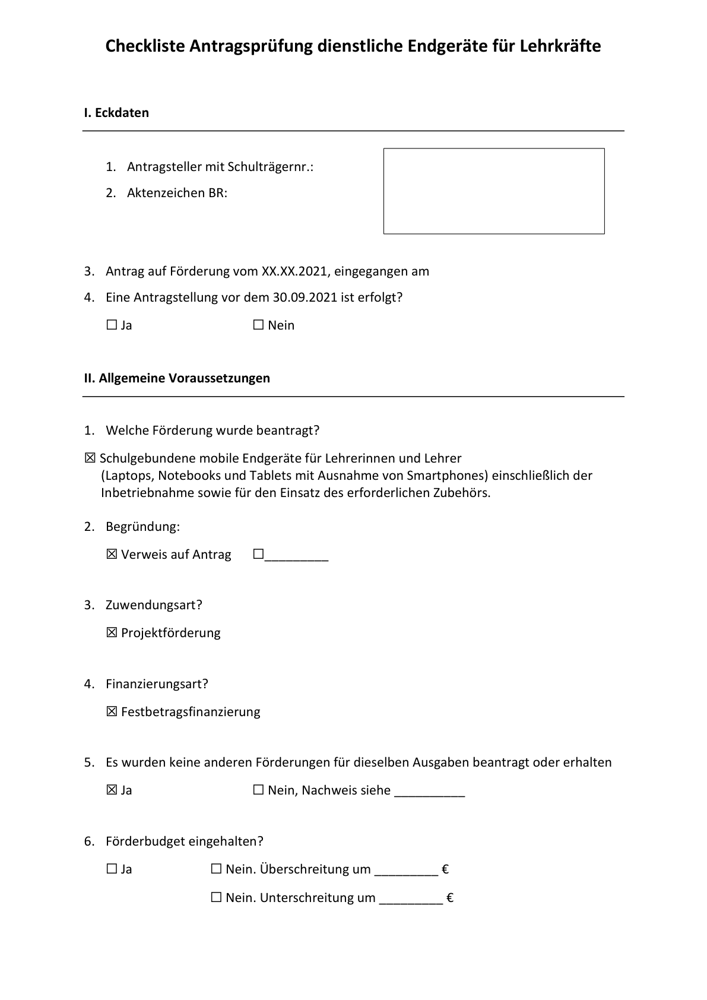 Checkliste Antragsprüfung dienstliche Endgeräte für Lehrkräfte
I. Eckdaten
1. Antragsteller mit Schulträgernr.:
2. Aktenzeichen BR:
3. Antrag auf Förderung vom XX.XX.2021, eingegangen am
4. Eine Antragstellung vor dem 30.09.2021 ist erfolgt?
☐ Ja ☐ Nein
II. Allgemeine Voraussetzungen
1. Welche Förderung wurde beantragt?
☒ Schulgebundene mobile Endgeräte für Lehrerinnen und Lehrer
(Laptops, Notebooks und Tablets mit Ausnahme von Smartphones) einschließlich der
Inbetriebnahme sowie für den Einsatz des erforderlichen Zubehörs.
2. Begründung:
☒ Verweis auf Antrag ☐_________
3. Zuwendungsart?
☒ Projektförderung
4. Finanzierungsart?
☒ Festbetragsfinanzierung
5. Es wurden keine anderen Förderungen für dieselben Ausgaben beantragt oder erhalten
☒ Ja ☐ Nein, Nachweis siehe __________
6. Förderbudget eingehalten?
☐ Ja ☐ Nein. Überschreitung um _________ €
☐ Nein. Unterschreitung um _________ €